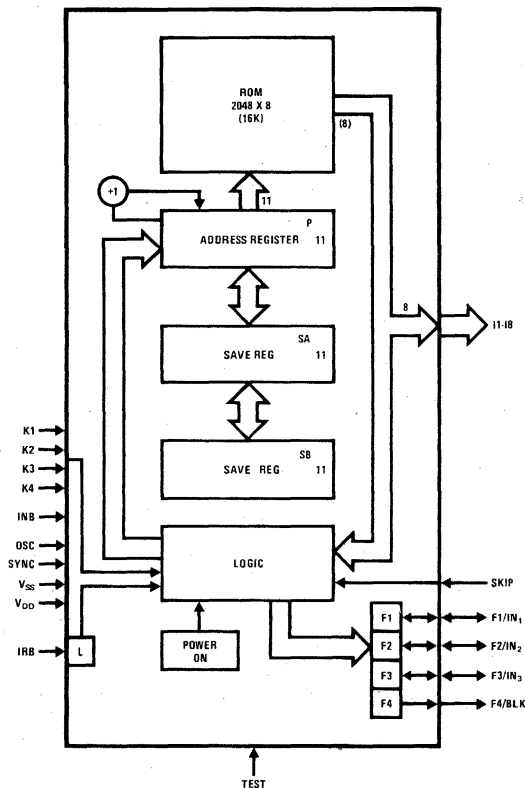 ROM
2048 X 8
(16K)
(8)
+1
11
P
ADDRESS REGISTER 11
8
I1-I8
SA
SAVE REG 11
SB
SAVE REG 11
K1
K2
K3
K4
INB
OSC
SYNC
VSS
VDD
IRB
L
LOGIC
SKIP
POWER
ON
F1
F2
F3
F4
F1/IN1
F2/IN2
F3/IN3
F4/BLK
TEST